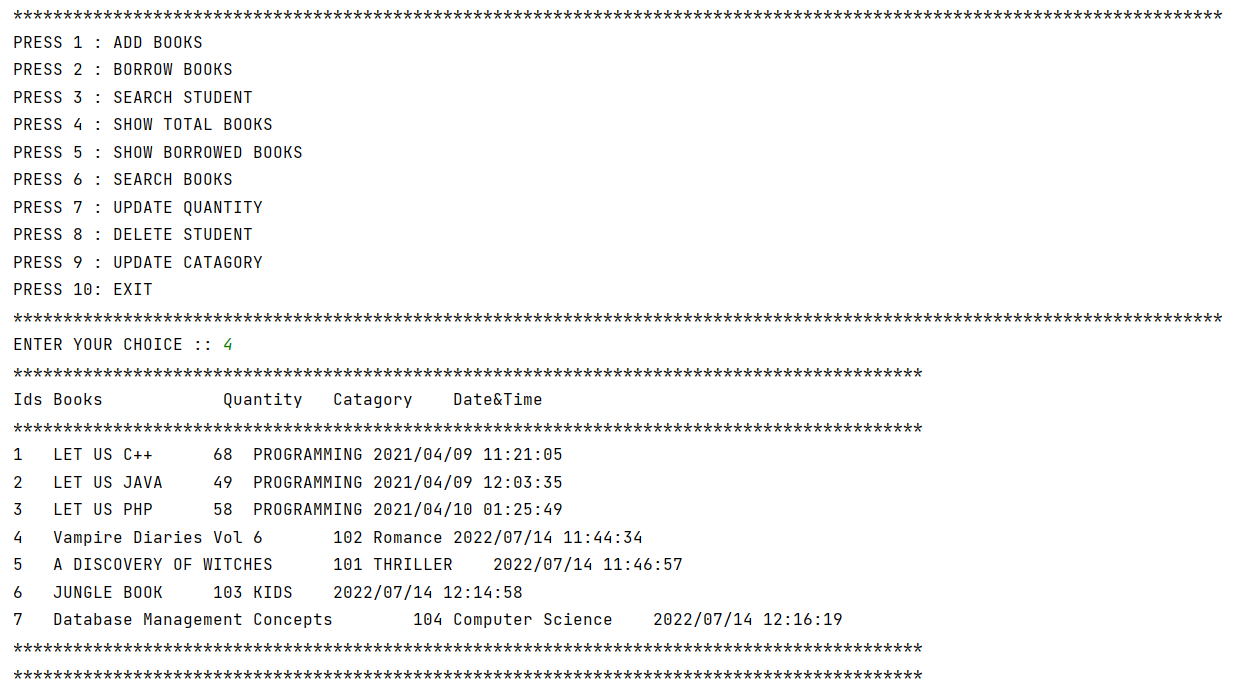 *************************************************************************************************************************
PRESS 1 : ADD BOOKS
PRESS 2 : BORROW BOOKS
PRESS 3 : SEARCH STUDENT
PRESS 4 : SHOW TOTAL BOOKS
PRESS 5 : SHOW BORROWED BOOKS
PRESS 6 : SEARCH BOOKS
PRESS 7 : UPDATE QUANTITY
PRESS 8 : DELETE STUDENT
PRESS 9 : UPDATE CATAGORY
PRESS 10: EXIT
*************************************************************************************************************************
ENTER YOUR CHOICE :: 4
*******************************************************************************************
Ids Books            Quantity   Catagory    Date&Time
*******************************************************************************************
1   LET US C++      68  PROGRAMMING 2021/04/09 11:21:05
2   LET US JAVA     49  PROGRAMMING 2021/04/09 12:03:35
3   LET US PHP      58  PROGRAMMING 2021/04/10 01:25:49
4   Vampire Diaries Vol 6       102 Romance 2022/07/14 11:44:34
5   A DISCOVERY OF WITCHES      101 THRILLER    2022/07/14 11:46:57
6   JUNGLE BOOK     103 KIDS    2022/07/14 12:14:58
7   Database Management Concepts        104 Computer Science    2022/07/14 12:16:19
*******************************************************************************************
*******************************************************************************************